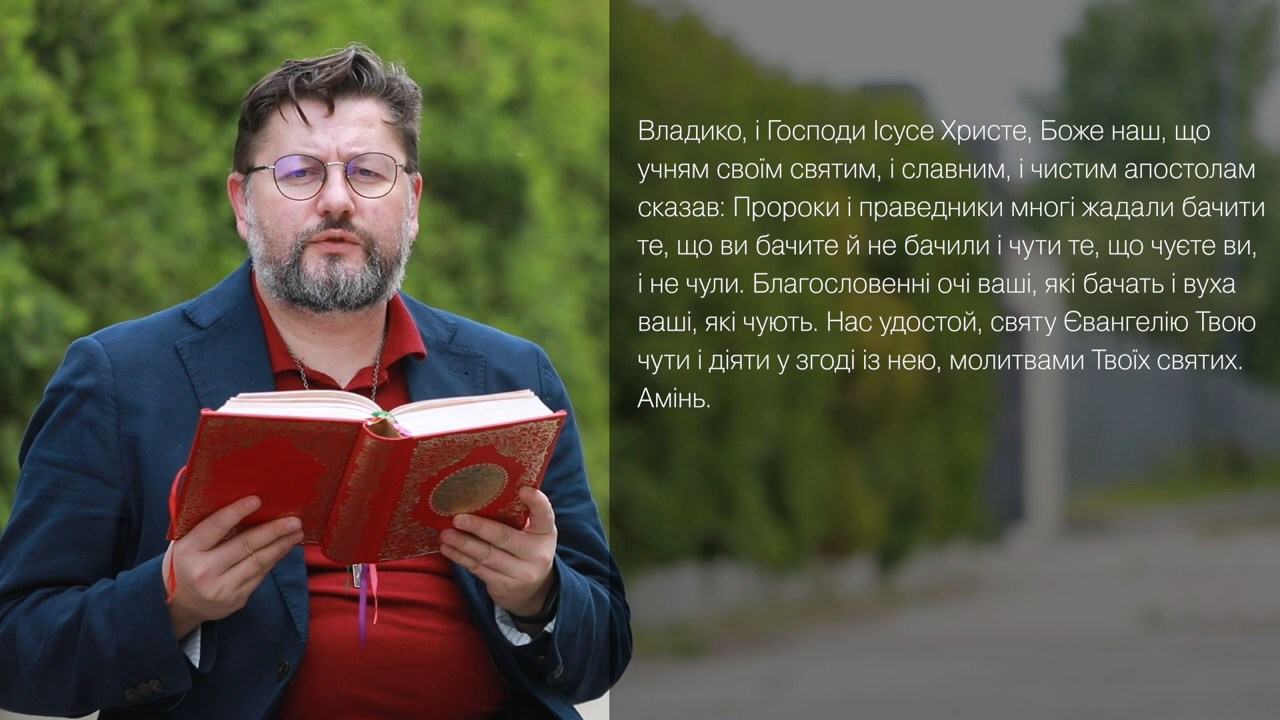 Владико, і Господи Ісусе Христе, Боже наш, що
учням своїм святим, і славним, і чистим апостолам
сказав: Пророки і праведники многі жадали бачити
те, що ви бачите й не бачили і чути те, що чуєте ви,
і не чули. Благословенні очі ваші, які бачать і вуха
ваші, які чують. Нас удостой, святу Євангелію Твою
чути і діяти у згоді із нею, молитвами Твоїх святих.
Амінь.